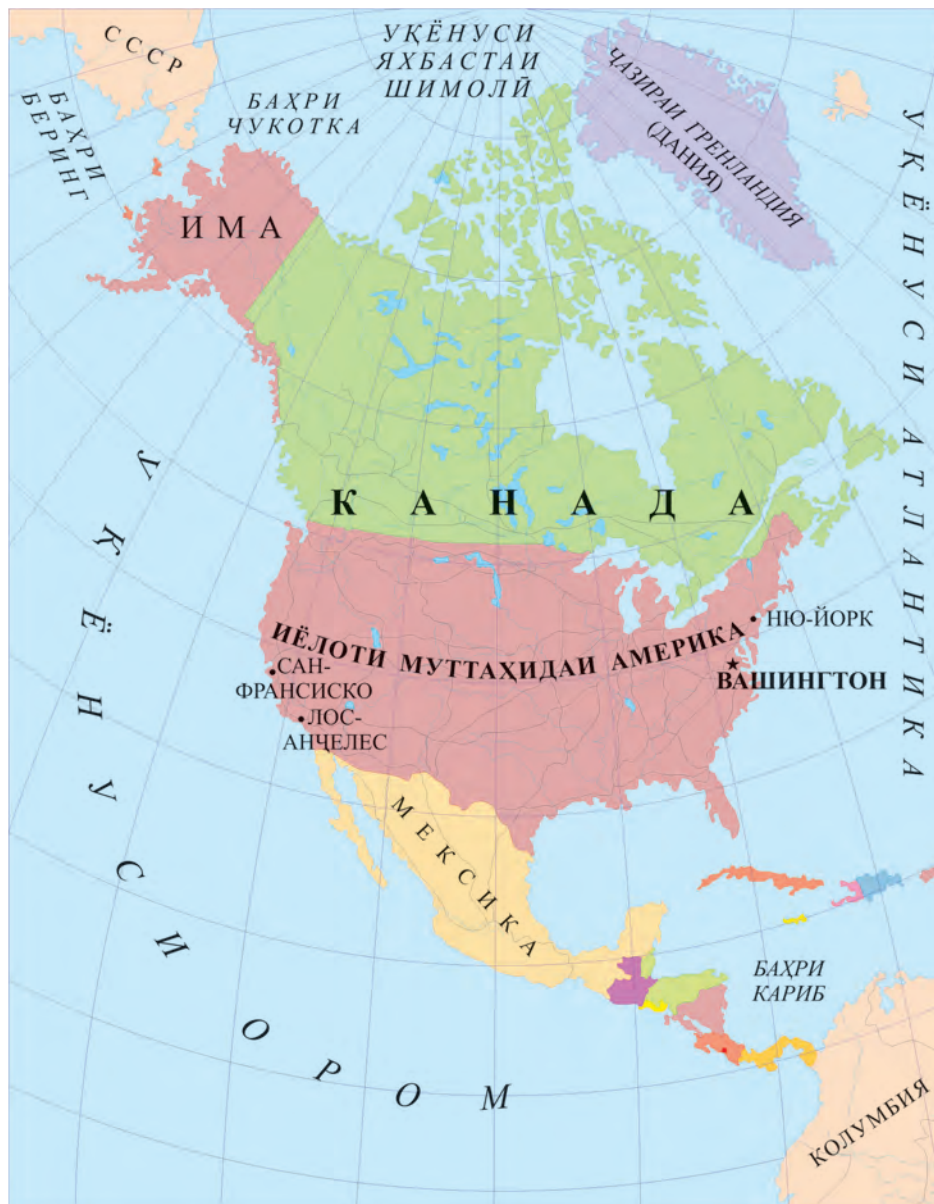 СССР
БАҲРИ
БЕРИНГ
БАҲРИ
ЧУКОТКА
УҚЁНУСИ
ЯХБАСТАИ
ШИМОЛӢ
ҶАЗИРАИ ГРЕНЛАНДИЯ
(ДАНИЯ)
УҚЁНУСИ АТЛАНТИКА
ИМА
КАНАДА
УҚЁНУСИ ОРОМ
ИЁЛОТИ МУТТАҲИДАИ АМЕРИКА
НЮ-ЙОРК
ВАШИНГТОН
САН-
ФРАНСИСКО
ЛОС-
АНҶЕЛЕС
МЕКСИКА
БАҲРИ
КАРИБ
КОЛУМБИЯ